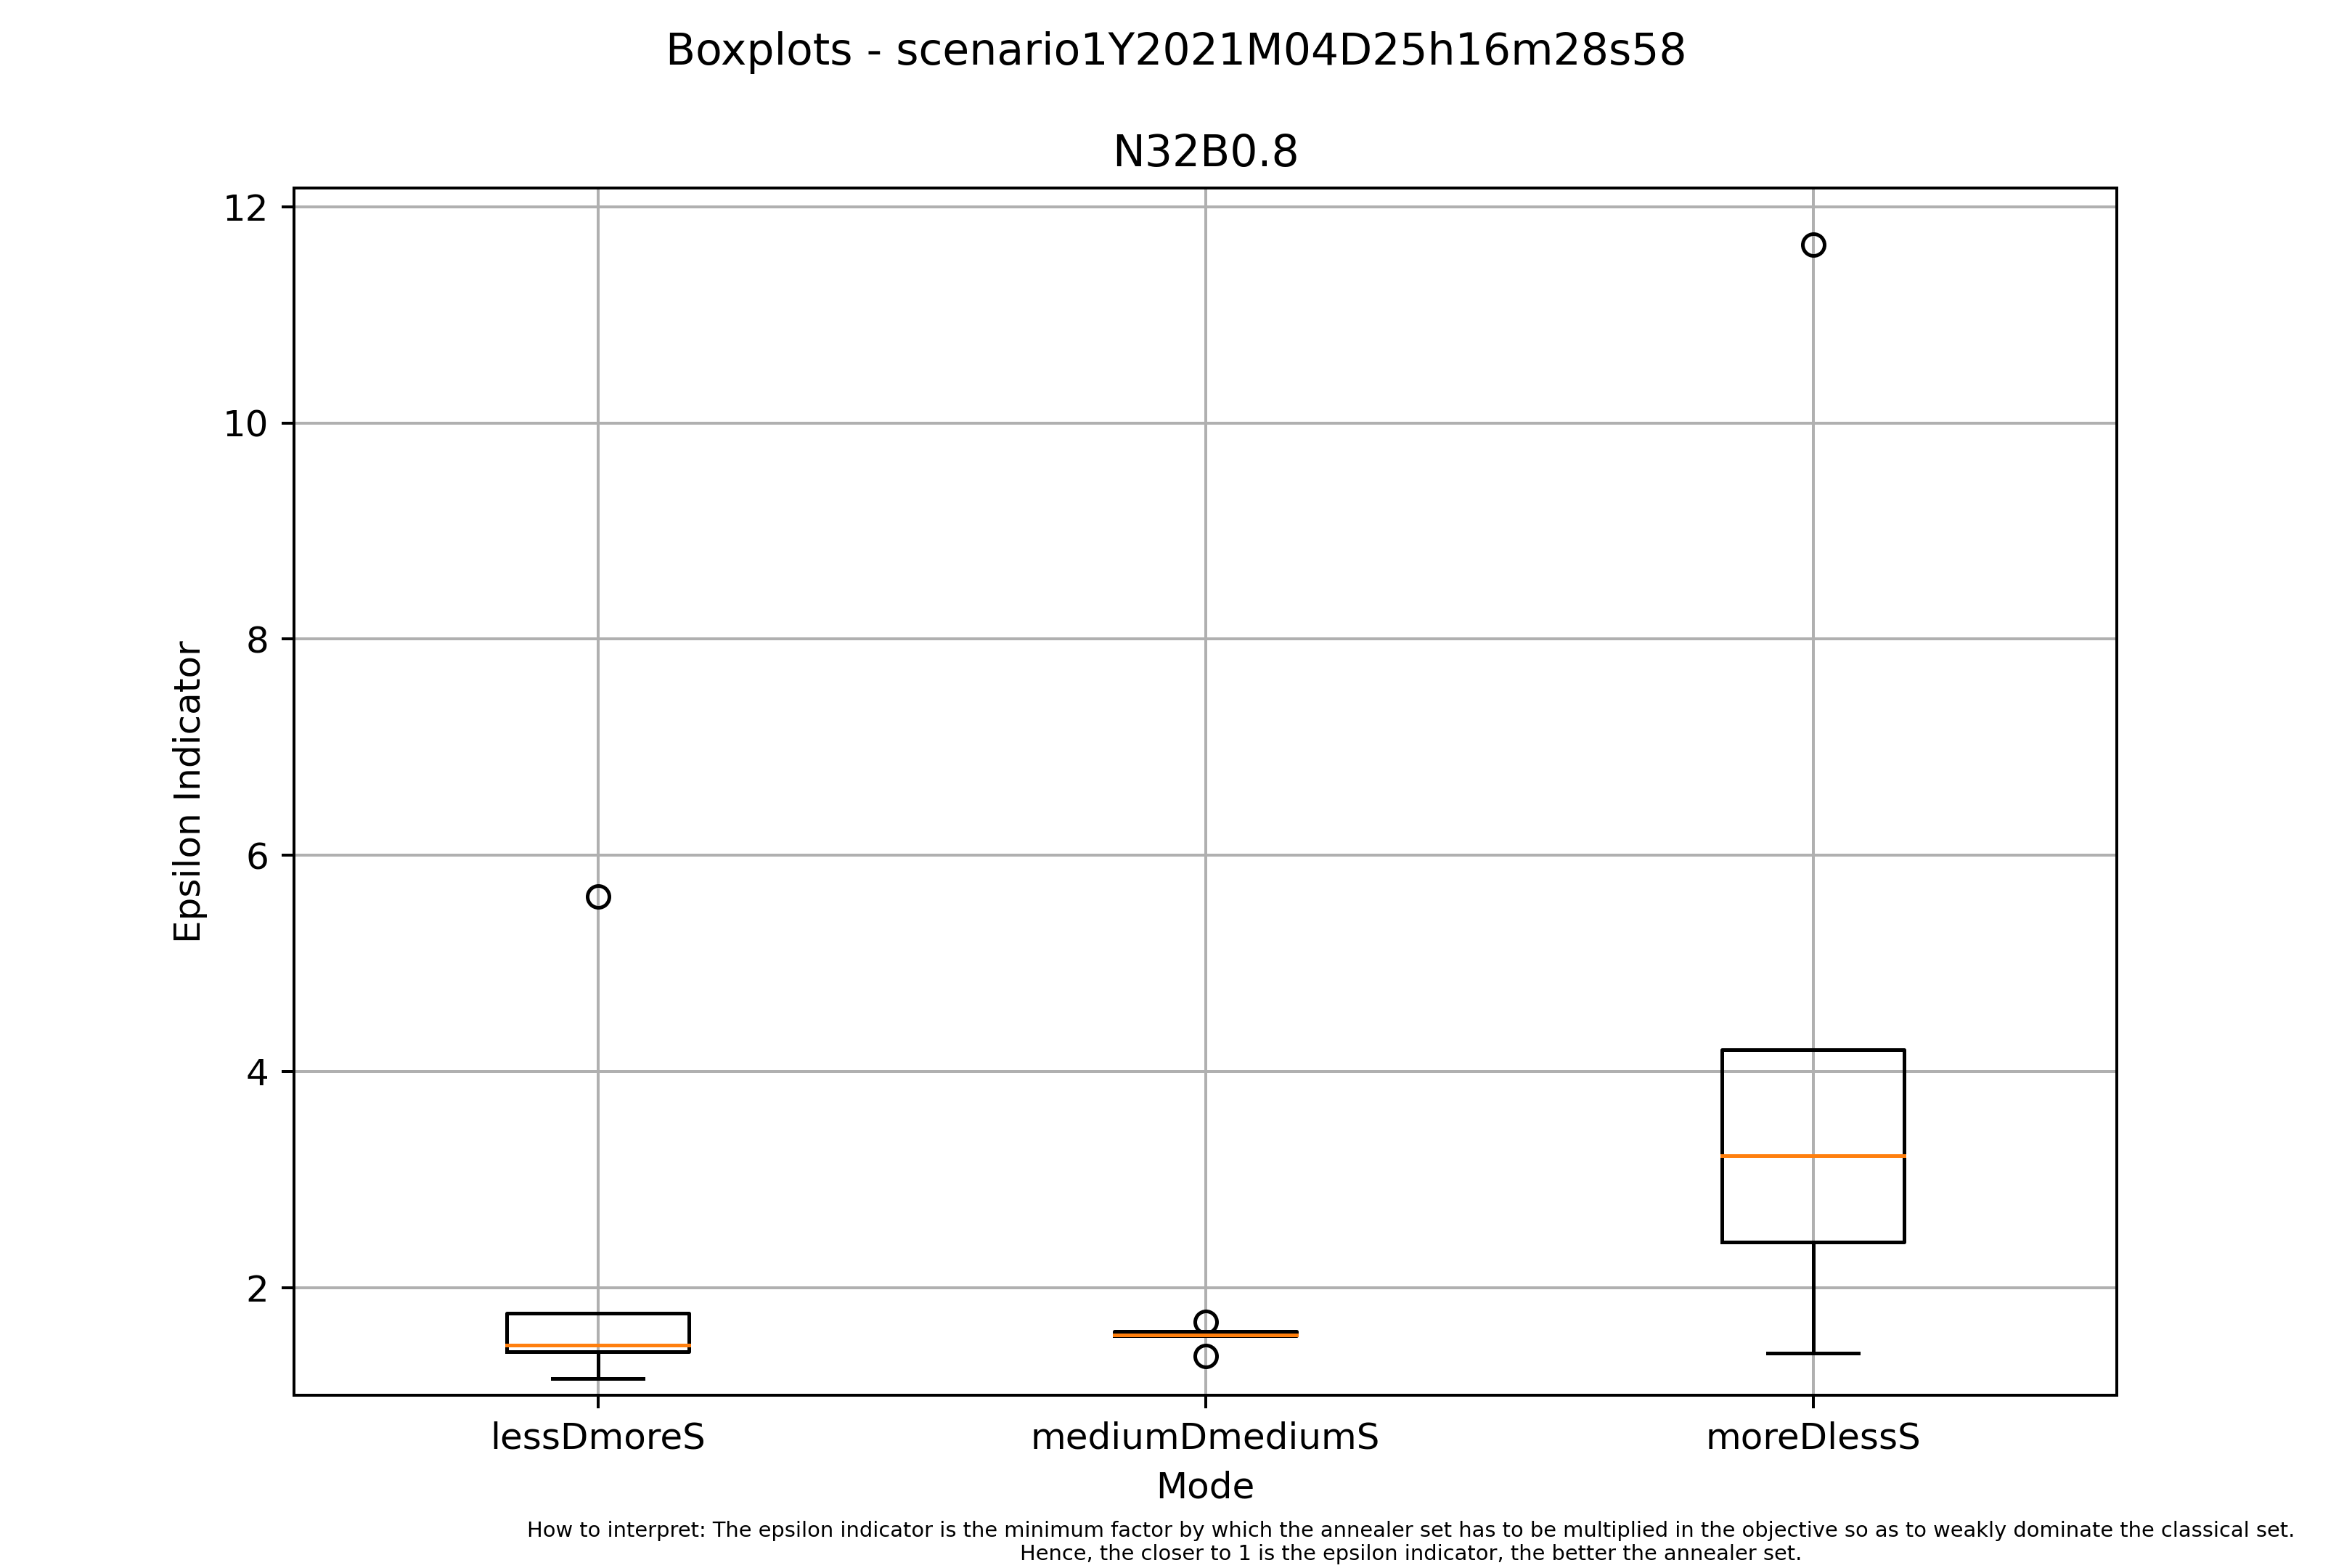 Boxplots - scenario1Y2021M04D25h16m28s58
N32B0.8
12
10
8
6
4
2
Epsilon Indicator
lessDmoreS
mediumDmediumS
moreDlessS
Mode
How to interpret: The epsilon indicator is the minimum factor by which the annealer set has to be multiplied in the objective so as to weakly dominate the classical set.
Hence, the closer to 1 is the epsilon indicator, the better the annealer set.